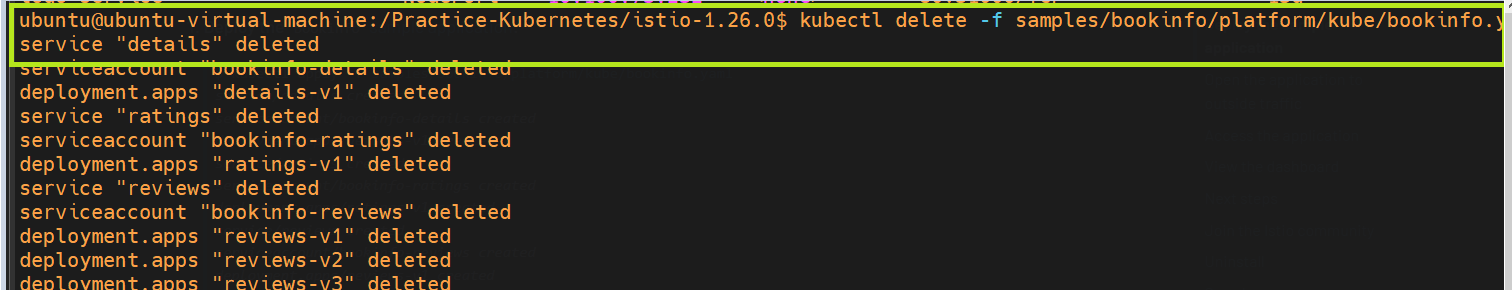 ubuntu@ubuntu-virtual-machine:/Practice-Kubernetes/istio-1.26.0$ kubectl delete -f samples/bookinfo/platform/kube/bookinfo.y
service "details" deleted
serviceaccount "bookinfo-details" deleted
deployment.apps "details-v1" deleted
service "ratings" deleted
serviceaccount "bookinfo-ratings" deleted
deployment.apps "ratings-v1" deleted
service "reviews" deleted
serviceaccount "bookinfo-reviews" deleted
deployment.apps "reviews-v1" deleted
deployment.apps "reviews-v2" deleted
deployment.apps "reviews-v3" deleted